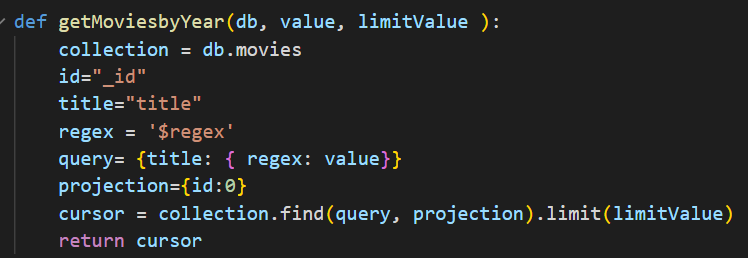 def getMoviesbyYear(db, value, limitValue ):
collection = db.movies
id="_id"
title="title"
regex = '$regex'
query= {title: { regex: value}}
projection={id:0}
cursor = collection.find(query, projection).limit(limitValue)
return cursor